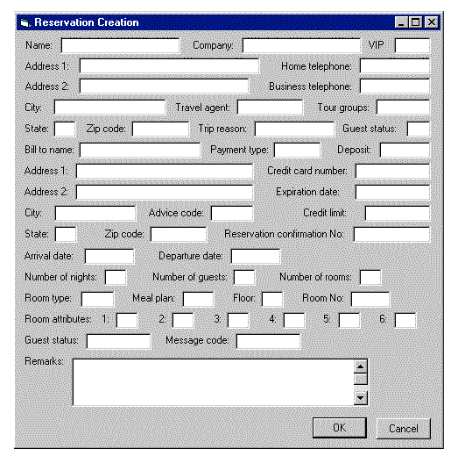 Reservation Creation
Name: Company: VIP
Address 1: Home telephone:
Address 2: Business telephone:
City: Travel agent: Tour groups:
State: Zip code: Trip reason: Guest status:
Bill to name: Payment type: Deposit:
Address 1: Credit card number:
Address 2: Expiration date:
City: Advice code: Credit limit:
State: Zip code: Reservation confirmation No:
Arrival date: Departure date:
Number of nights: Number of guests: Number of rooms:
Room type: Meal plan: Floor: Room No:
Room attributes: 1: 2: 3: 4: 5: 6:
Guest status: Message code:
Remarks:
OK Cancel